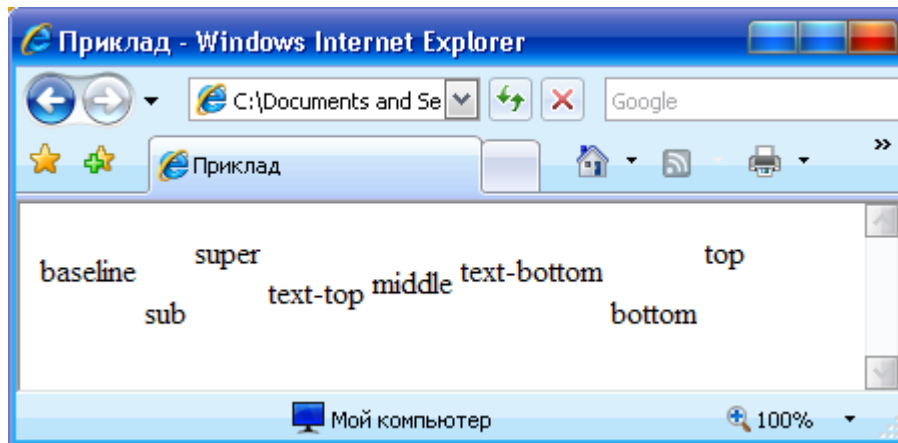 Приклад - Windows Internet Explorer
C:\Documents and Se
Google
Приклад
»
baseline sub super text-top middle text-bottom bottom top
Мой компьютер
100%